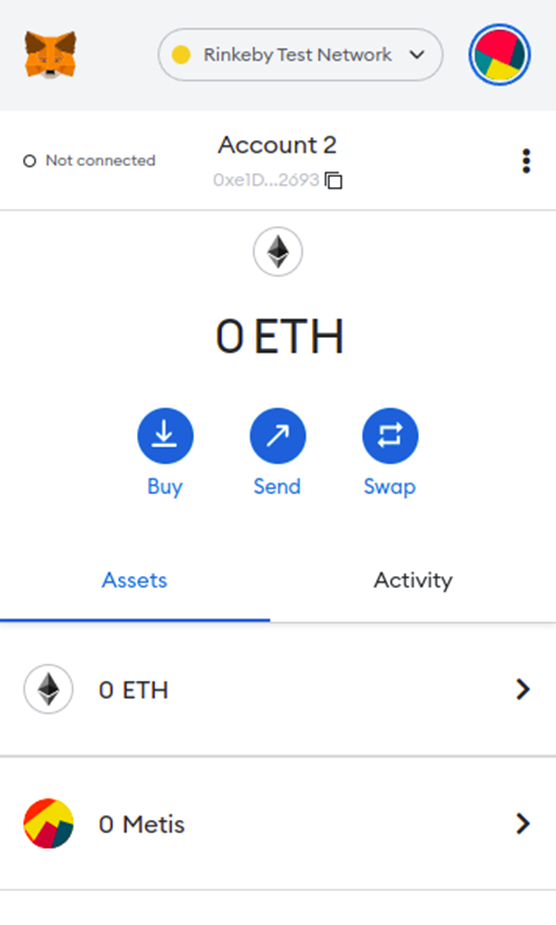 Rinkeby Test Network
Not connected
Account 2
0xe1D...2693
0 ETH
Buy
Send
Swap
Assets
Activity
0 ETH
0 Metis